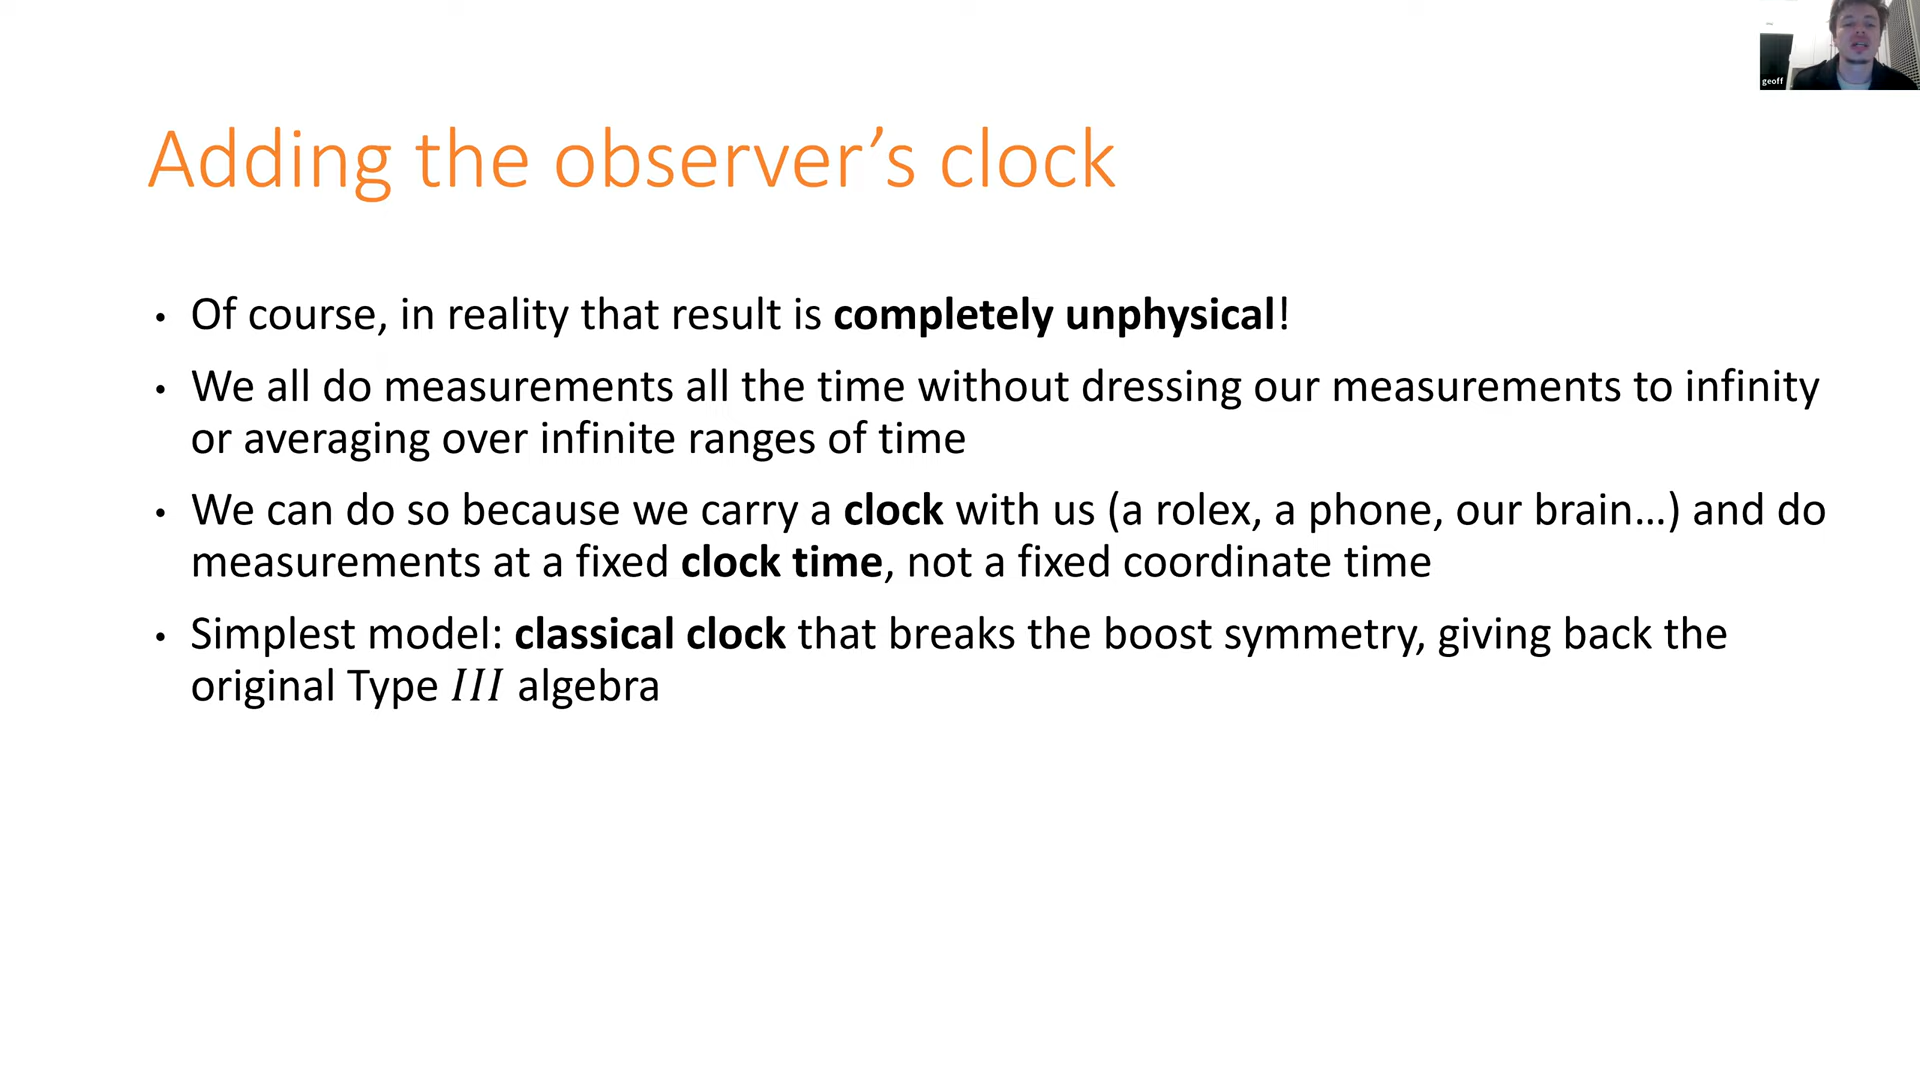 geoff
Adding the observer’s clock
• Of course, in reality that result is completely unphysical!
• We all do measurements all the time without dressing our measurements to infinity
or averaging over infinite ranges of time
• We can do so because we carry a clock with us (a rolex, a phone, our brain…) and do
measurements at a fixed clock time, not a fixed coordinate time
• Simplest model: classical clock that breaks the boost symmetry, giving back the
original Type III algebra